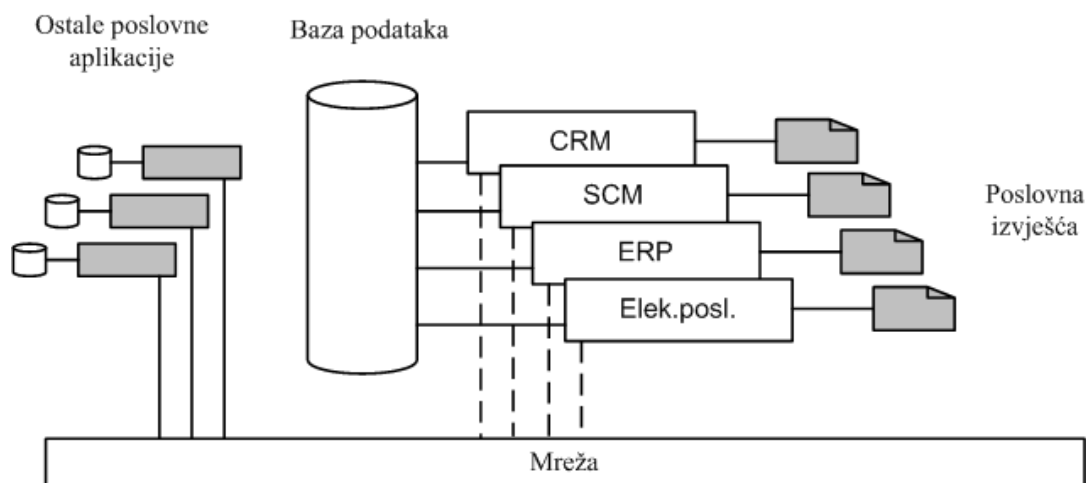 Ostale poslovne
aplikacije
Baza podataka
CRM
SCM
ERP
Elek.posl.
Poslovna
izvješća
Mreža